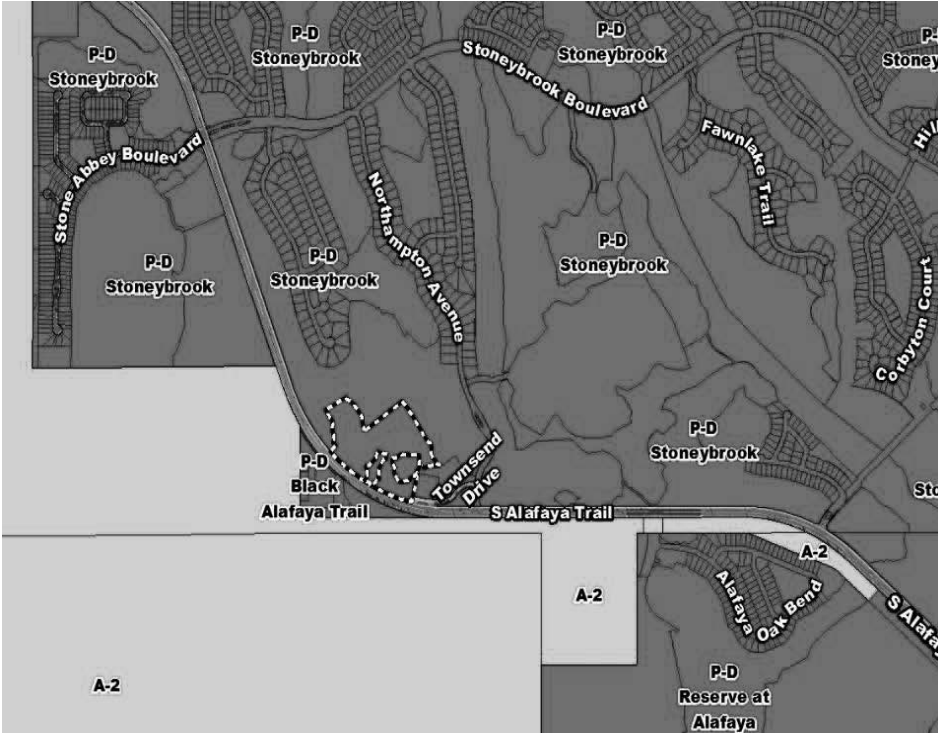 P-D
Stoneybrook
P-D
Stoneybrook
Stoneybrook Boulevard
P-D
Stoneybrook
Stone Abbey Boulevard
Northampton Avenue
Fawnlake Trail
P-D
Stoneybrook
P-D
Stoneybrook
P-D
Stoneybrook
Corbyton Court
P-D
Stoneybrook
P-D
Black
Alafaya Trail
Townsend
Drive
S Alafaya Trail
A-2
A-2
Alafaya
Oak Bend
A-2
P-D
Reserve at
Alafaya